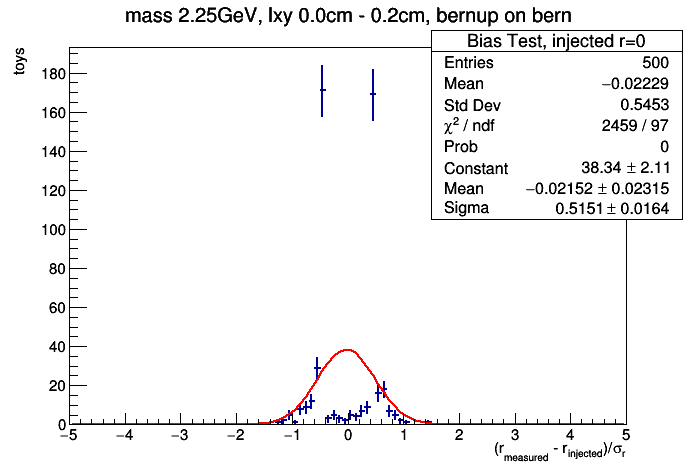 mass 2.25GeV, lxy 0.0cm - 0.2cm, bernup on bern
Bias Test, injected r=0
Entries 500
Mean −0.02229
Std Dev 0.5453
χ² / ndf 2459 / 97
Prob 0
Constant 38.34 ± 2.11
Mean −0.02152 ± 0.02315
Sigma 0.5151 ± 0.0164
toys
180
160
140
120
100
80
60
40
20
0
−5 −4 −3 −2 −1 0 1 2 3 4 5
(r_measured - r_injected)/σ_r